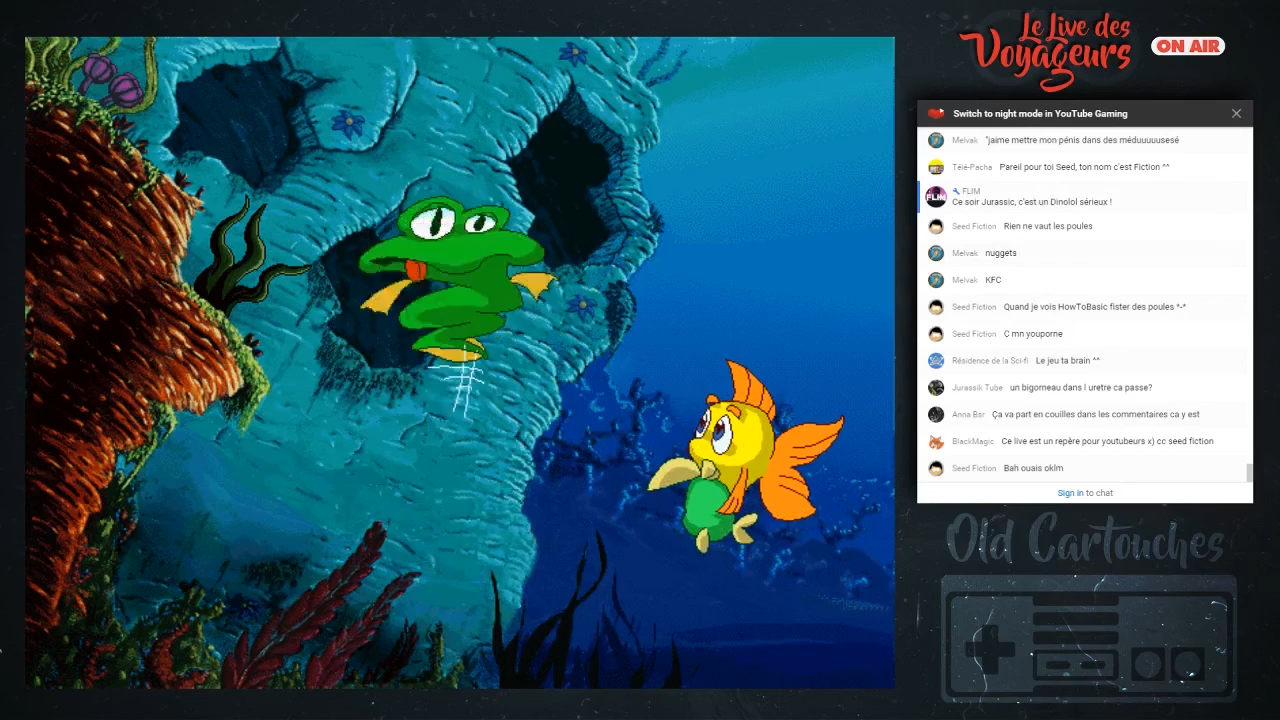 Le Live des
Voyageurs
ON AIR
Switch to night mode in YouTube Gaming
Melvak "jaime mettre mon pénis dans des méduuuuusesé
Télé-Pacha Pareil pour toi Seed, ton nom c'est Fiction ^^
FLIM
FLIM
Ce soir Jurassic, c'est un Dinolol sérieux !
Seed Fiction Rien ne vaut les poules
Melvak nuggets
Melvak KFC
Seed Fiction Quand je vois HowToBasic fister des poules *-*
Seed Fiction C mn youporne
Résidence de la Sci-fi Le jeu ta brain ^^
Jurassik Tube un bigorneau dans l uretre ca passe?
Anna Bsr Ça va part en couilles dans les commentaires ca y est
BlackMagic Ce live est un repère pour youtubeurs x) cc seed fiction
Seed Fiction Bah ouais oklm
Sign in to chat
Old Cartouches